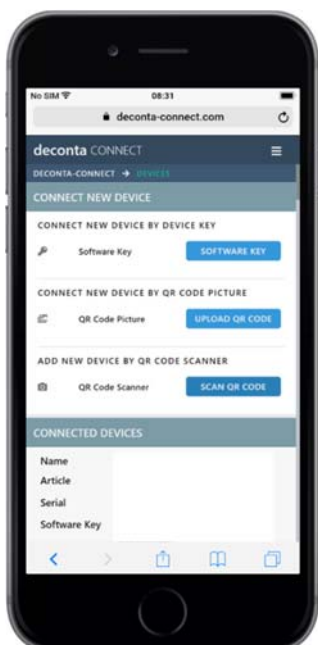 No SIM 08:31
deconta-connect.com
deconta CONNECT
DECONTA-CONNECT → DEVICES
CONNECT NEW DEVICE
CONNECT NEW DEVICE BY DEVICE KEY
Software Key SOFTWARE KEY
CONNECT NEW DEVICE BY QR CODE PICTURE
QR Code Picture UPLOAD QR CODE
ADD NEW DEVICE BY QR CODE SCANNER
QR Code Scanner SCAN QR CODE
CONNECTED DEVICES
Name
Article
Serial
Software Key